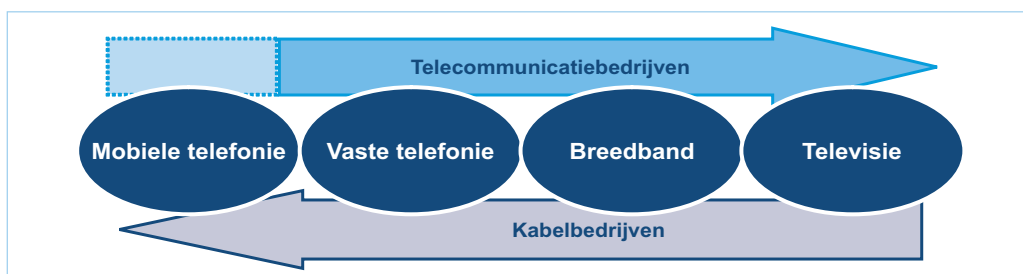 Telecommunicatiebedrijven
Mobiele telefonie
Vaste telefonie
Breedband
Televisie
Kabelbedrijven